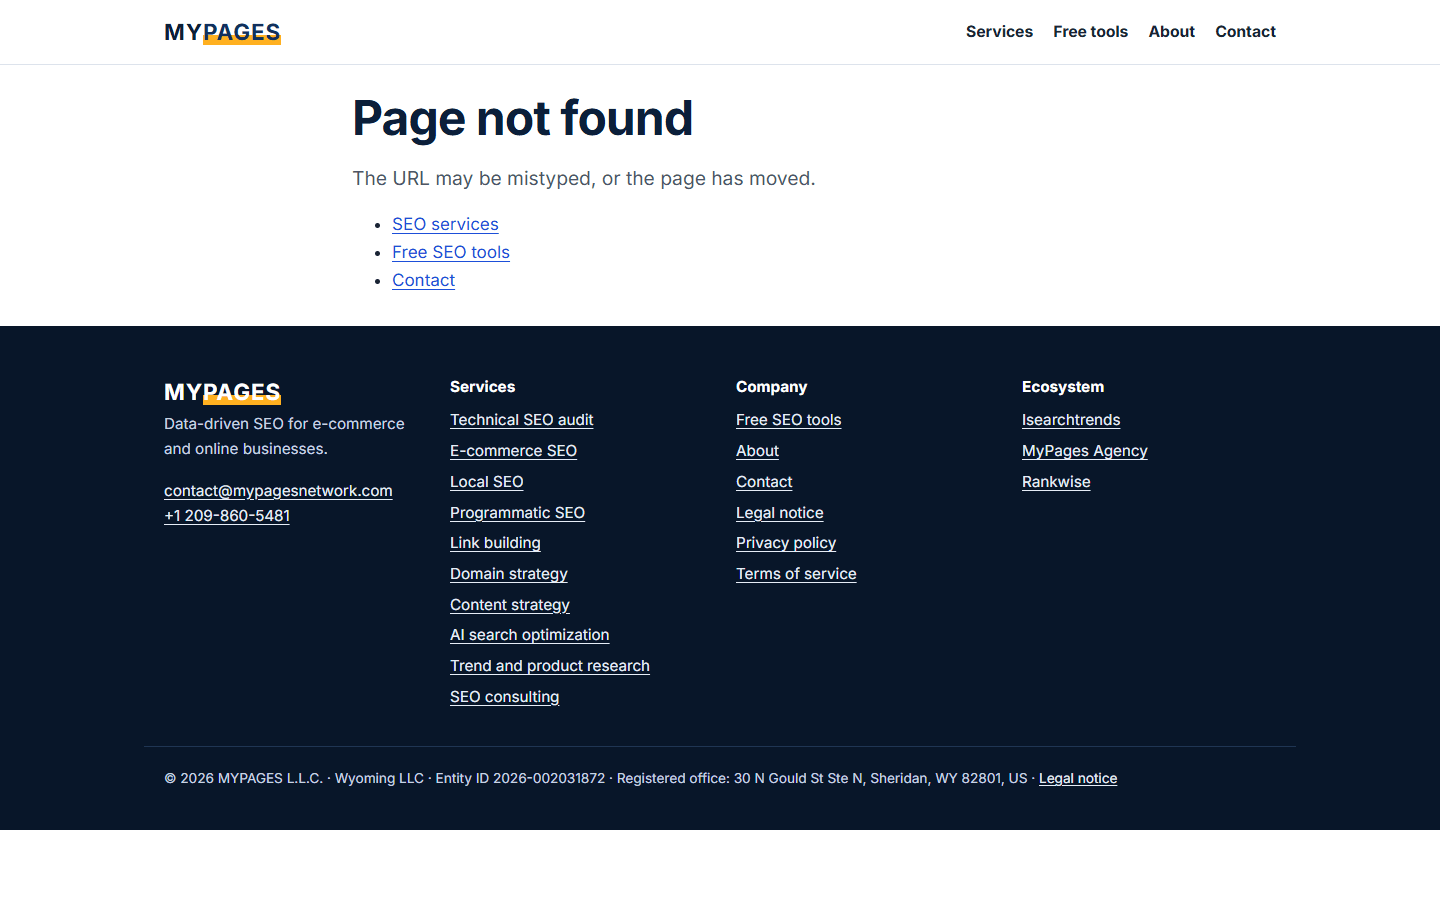 MYPAGES
Services
Free tools
About
Contact
Page not found
The URL may be mistyped, or the page has moved.
SEO services
Free SEO tools
Contact
MYPAGES
Data-driven SEO for e-commerce
and online businesses.
contact@mypagesnetwork.com
+1 209-860-5481
Services
Technical SEO audit
E-commerce SEO
Local SEO
Programmatic SEO
Link building
Domain strategy
Content strategy
AI search optimization
Trend and product research
SEO consulting
Company
Free SEO tools
About
Contact
Legal notice
Privacy policy
Terms of service
Ecosystem
Isearchtrends
MyPages Agency
Rankwise
© 2026 MYPAGES L.L.C. · Wyoming LLC · Entity ID 2026-002031872 · Registered office: 30 N Gould St Ste N, Sheridan, WY 82801, US · Legal notice